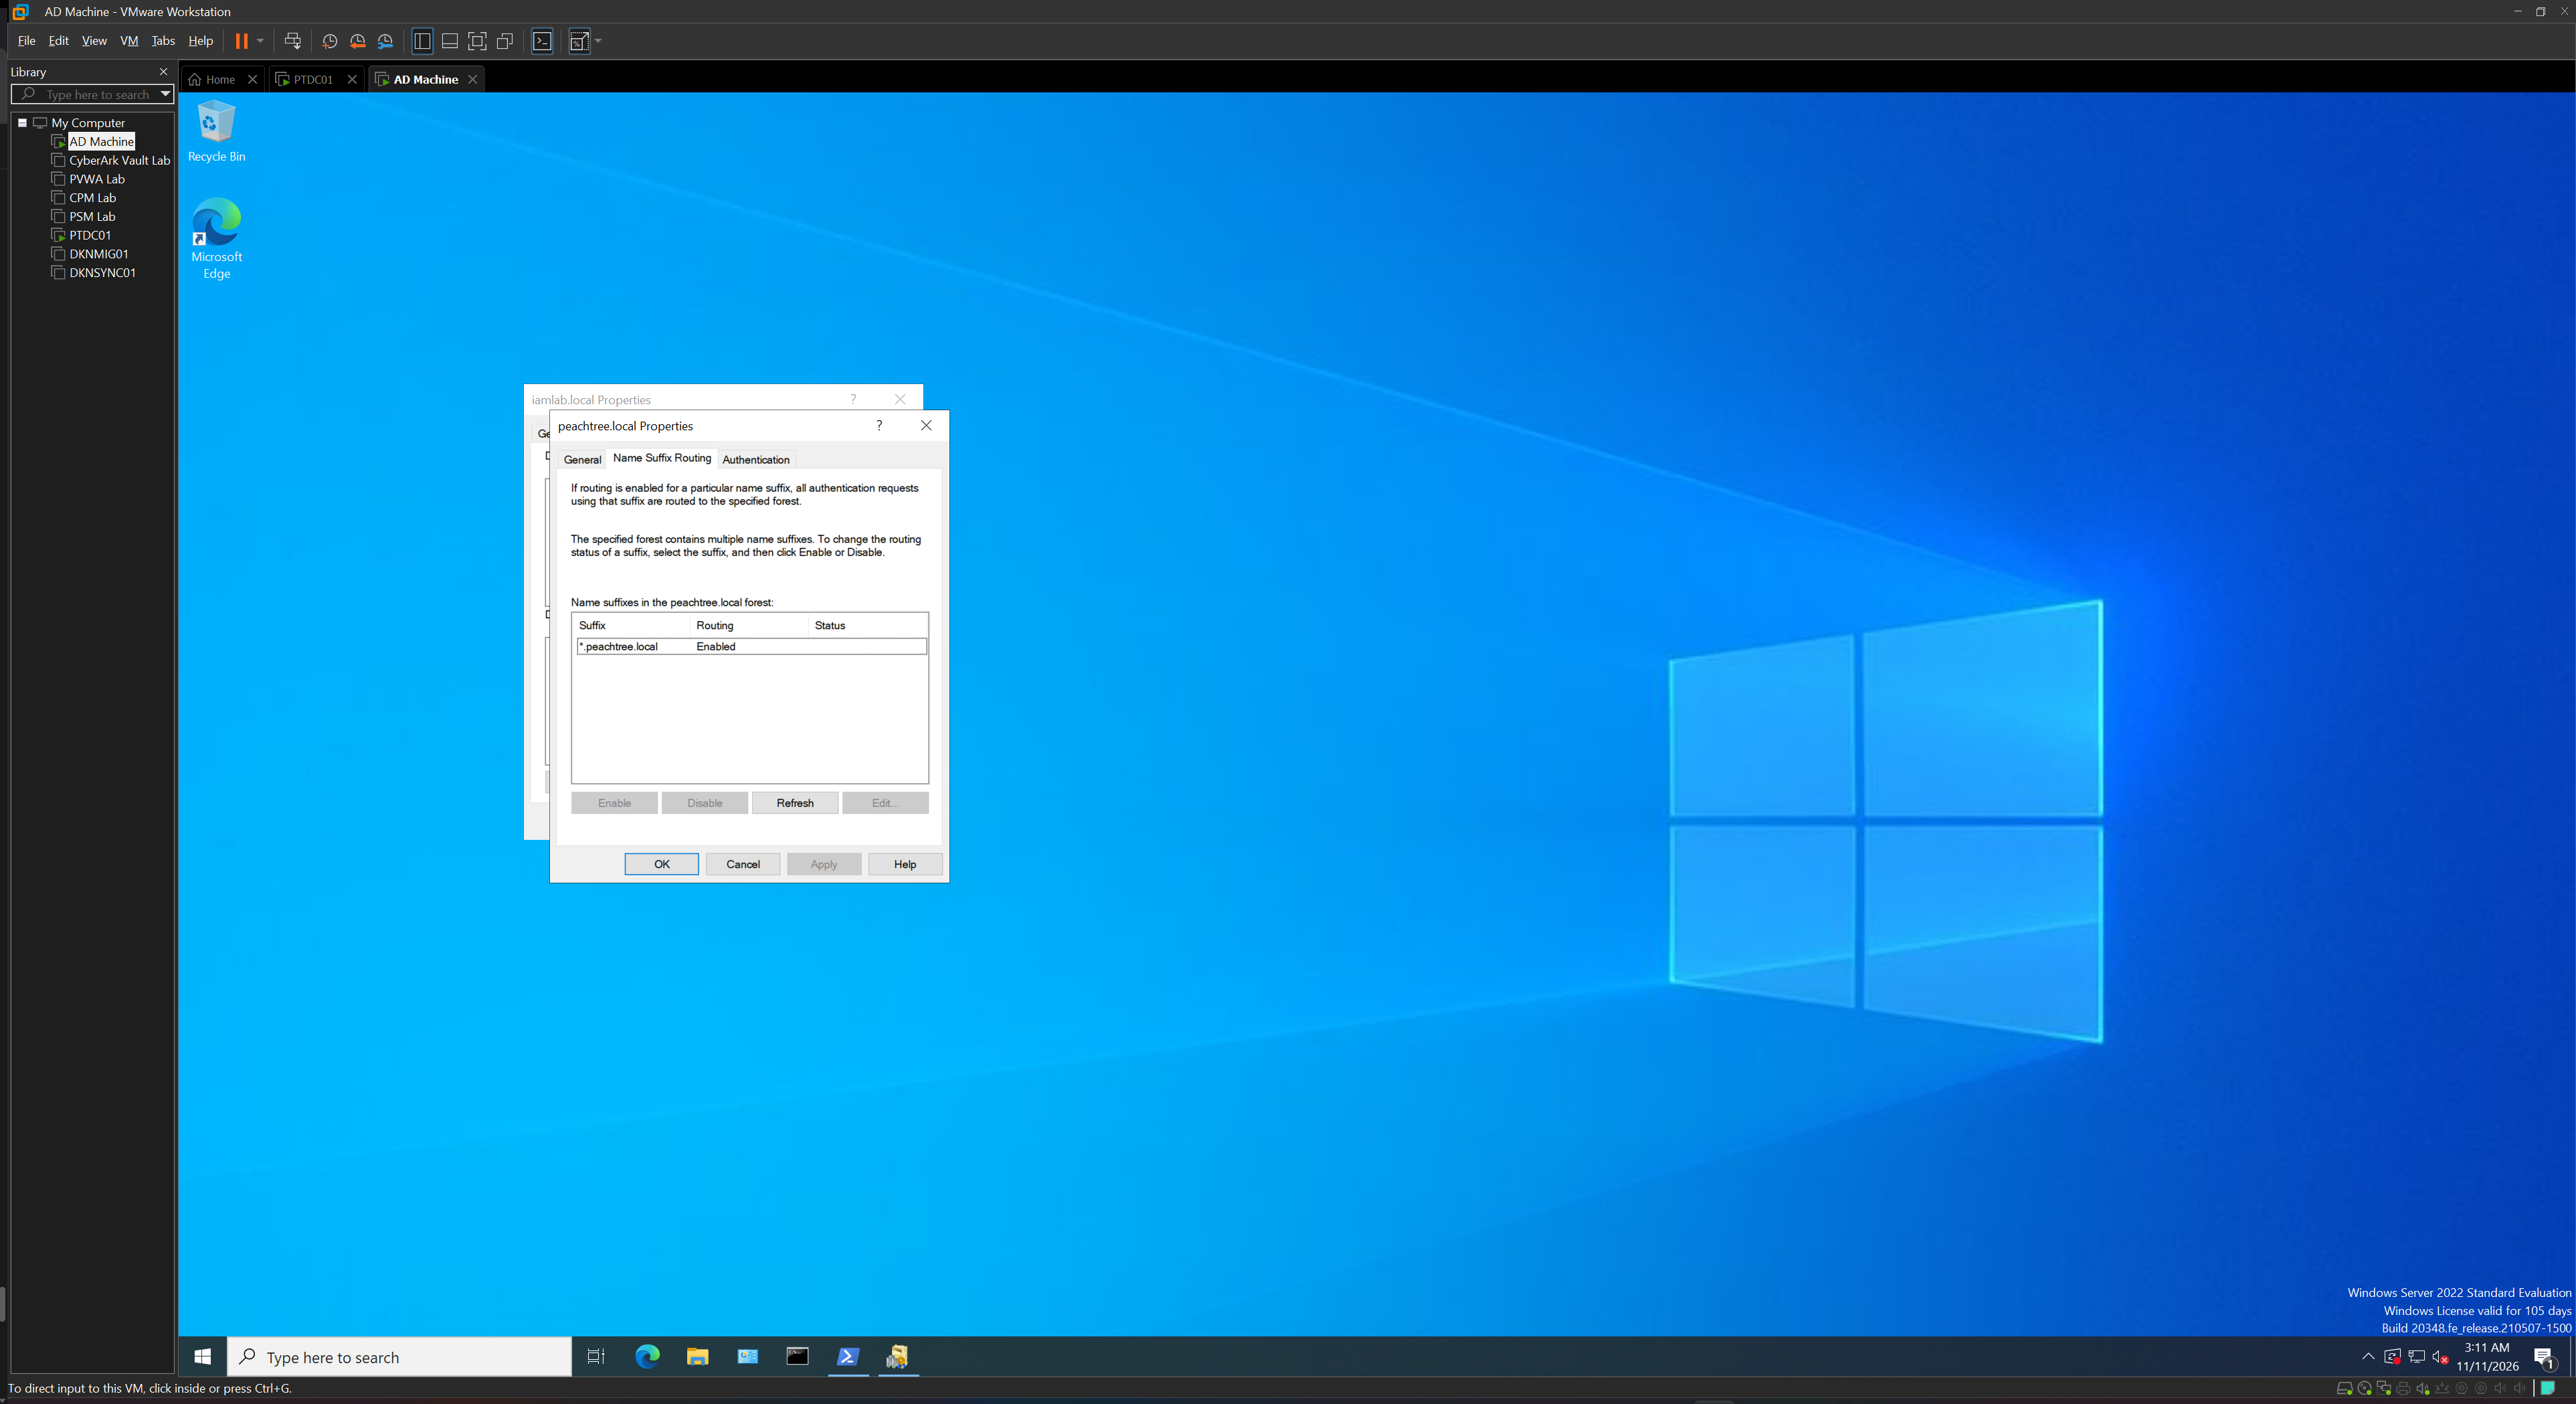 AD Machine - VMware Workstation
File Edit View VM Tabs Help
Library
Type here to search
Home
PTDC01
AD Machine
My Computer
AD Machine
CyberArk Vault Lab
PVWA Lab
CPM Lab
PSM Lab
PTDC01
DKNMIG01
DKNSYNC01
Recycle Bin
Microsoft
Edge
iamlab.local Properties
?
peachtree.local Properties
?
General Name Suffix Routing Authentication
If routing is enabled for a particular name suffix, all authentication requests
using that suffix are routed to the specified forest.
The specified forest contains multiple name suffixes. To change the routing
status of a suffix, select the suffix, and then click Enable or Disable.
Name suffixes in the peachtree.local forest:
Suffix Routing Status
*.peachtree.local Enabled
Enable Disable Refresh Edit...
OK Cancel Apply Help
Windows Server 2022 Standard Evaluation
Windows License valid for 105 days
Build 20348.fe_release.210507-1500
Type here to search
3:11 AM
11/11/2026
1
To direct input to this VM, click inside or press Ctrl+G.